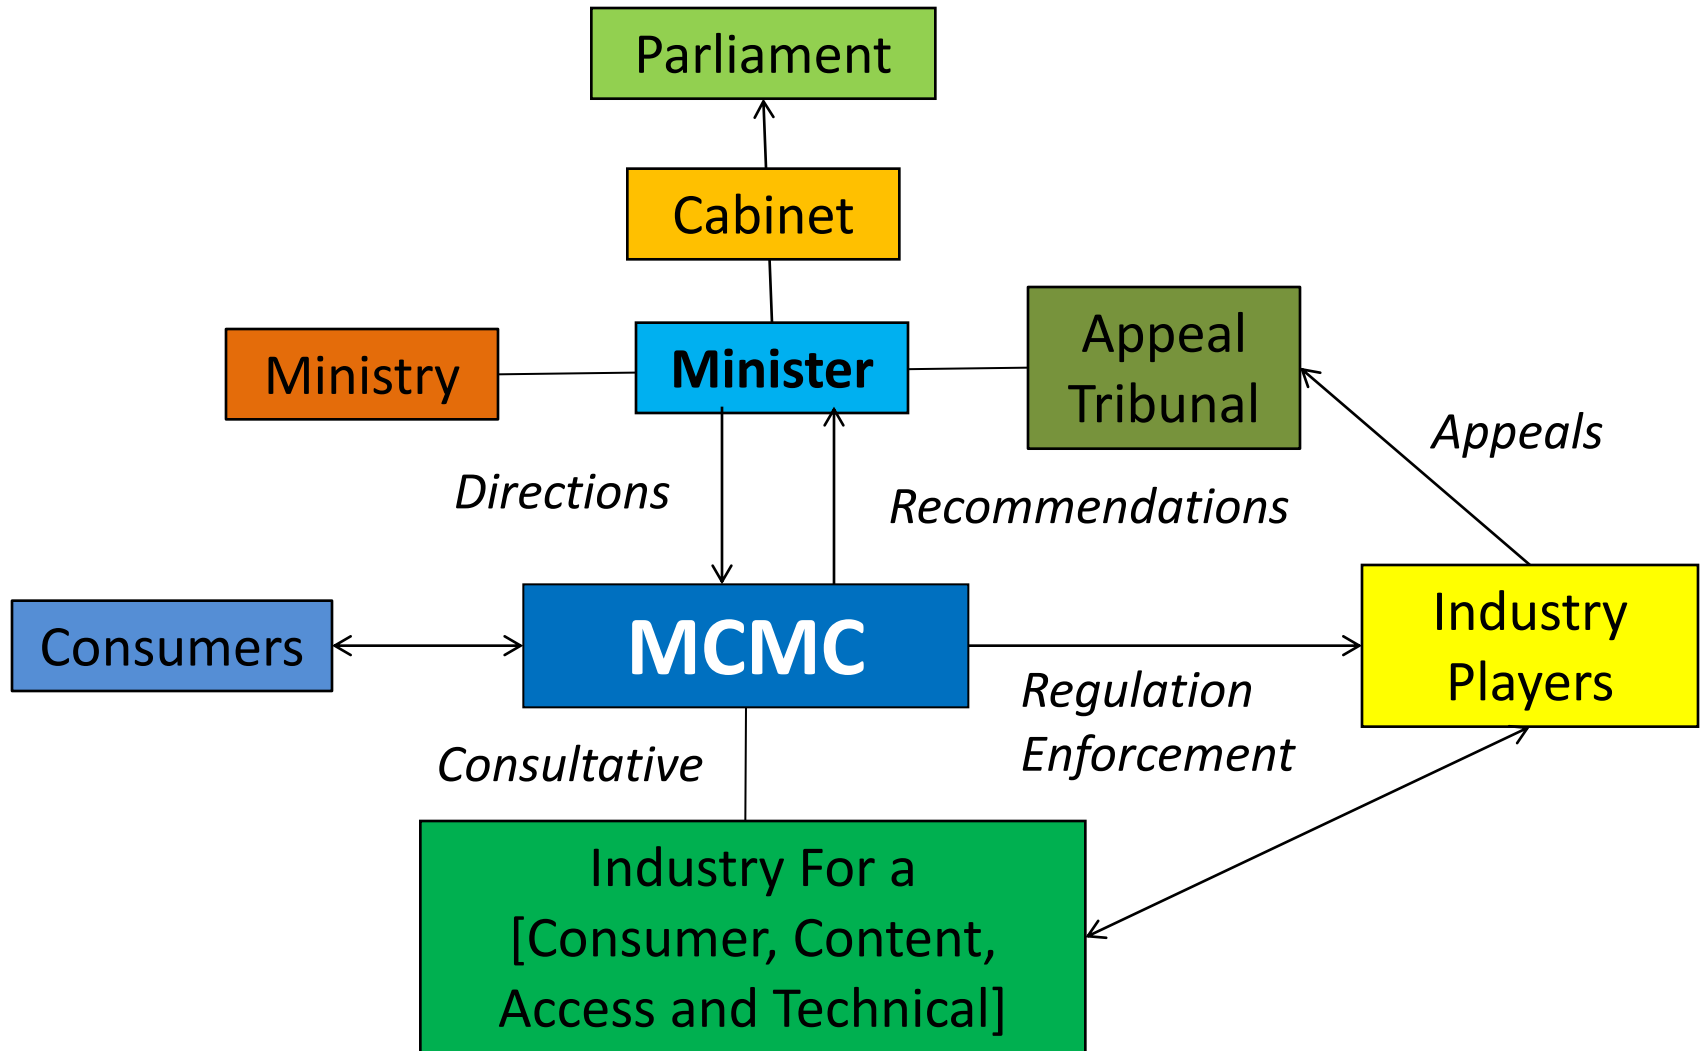 Parliament
Cabinet
Ministry
Minister
Appeal
Tribunal
Appeals
Directions
Recommendations
Consumers
MCMC
Industry
Players
Regulation
Enforcement
Consultative
Industry For a
[Consumer, Content,
Access and Technical]